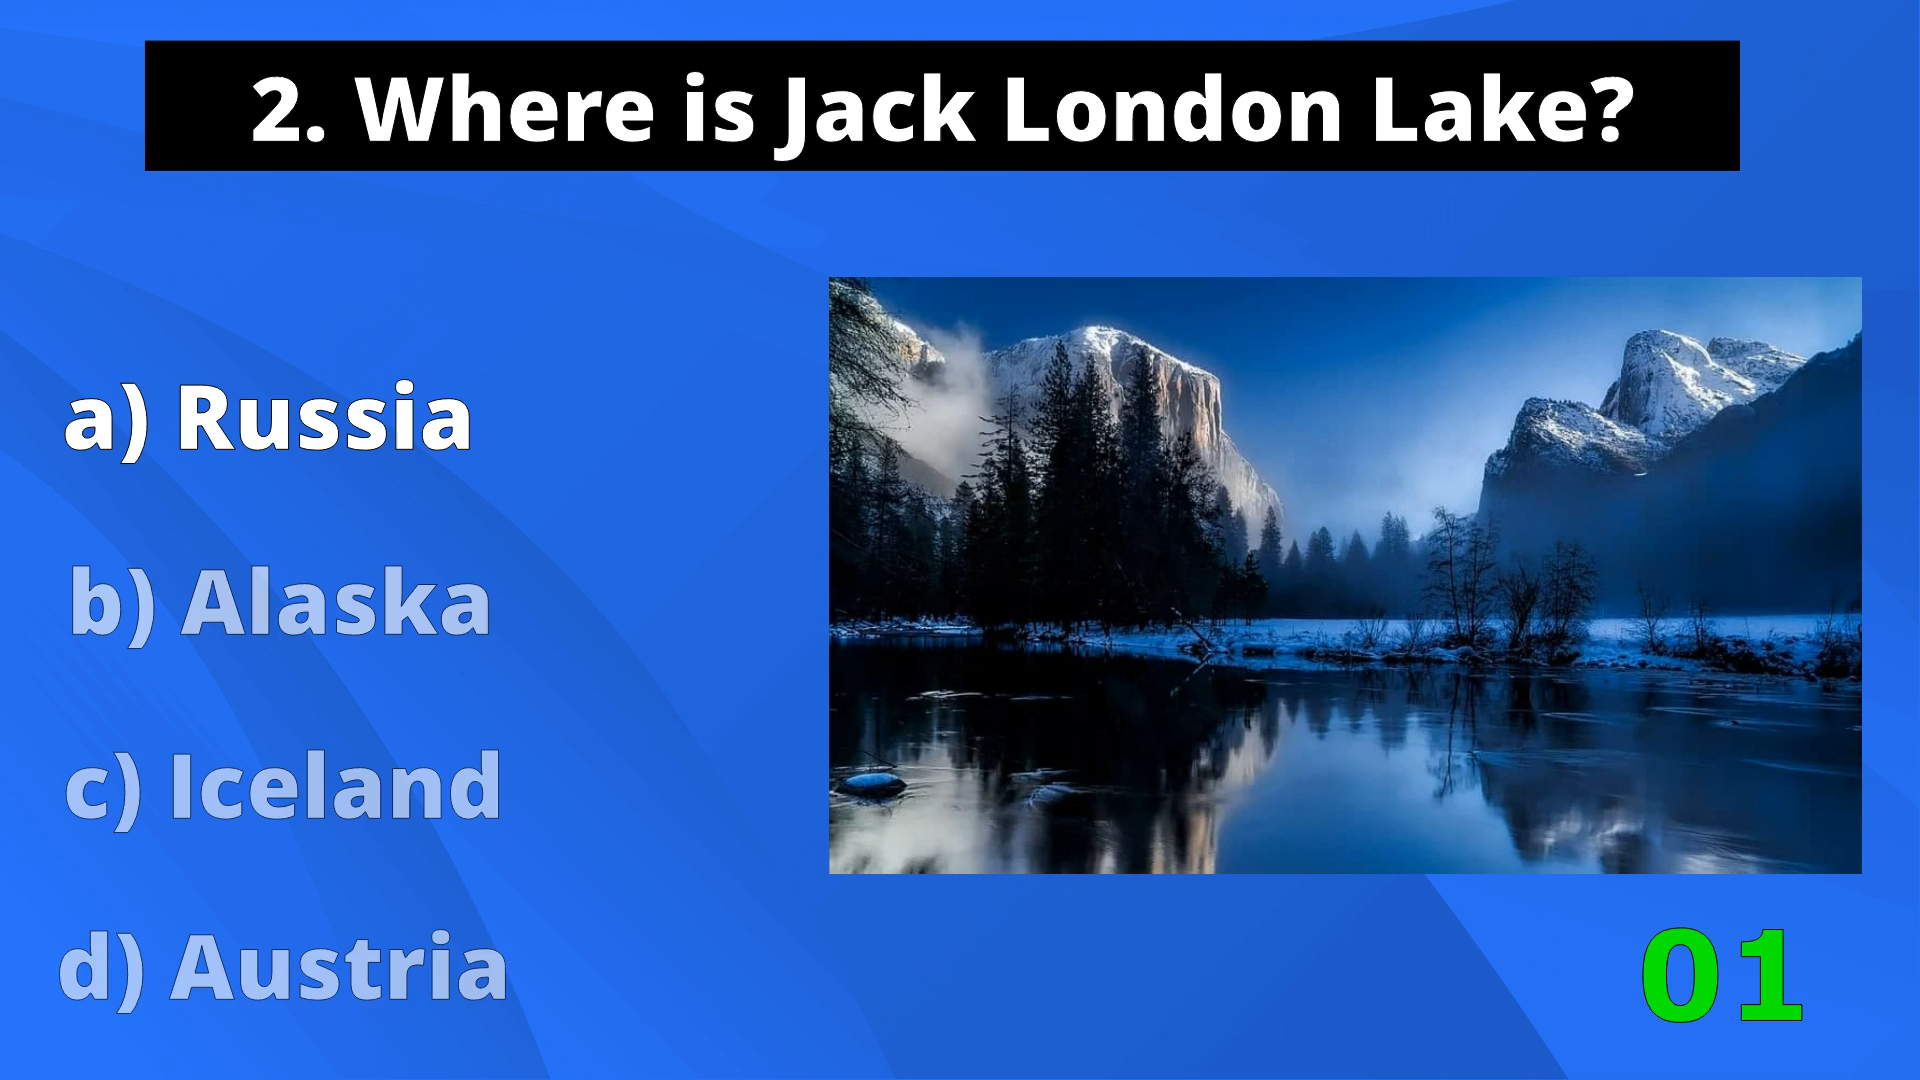 2. Where is Jack London Lake?
a) Russia
b) Alaska
c) Iceland
d) Austria
01